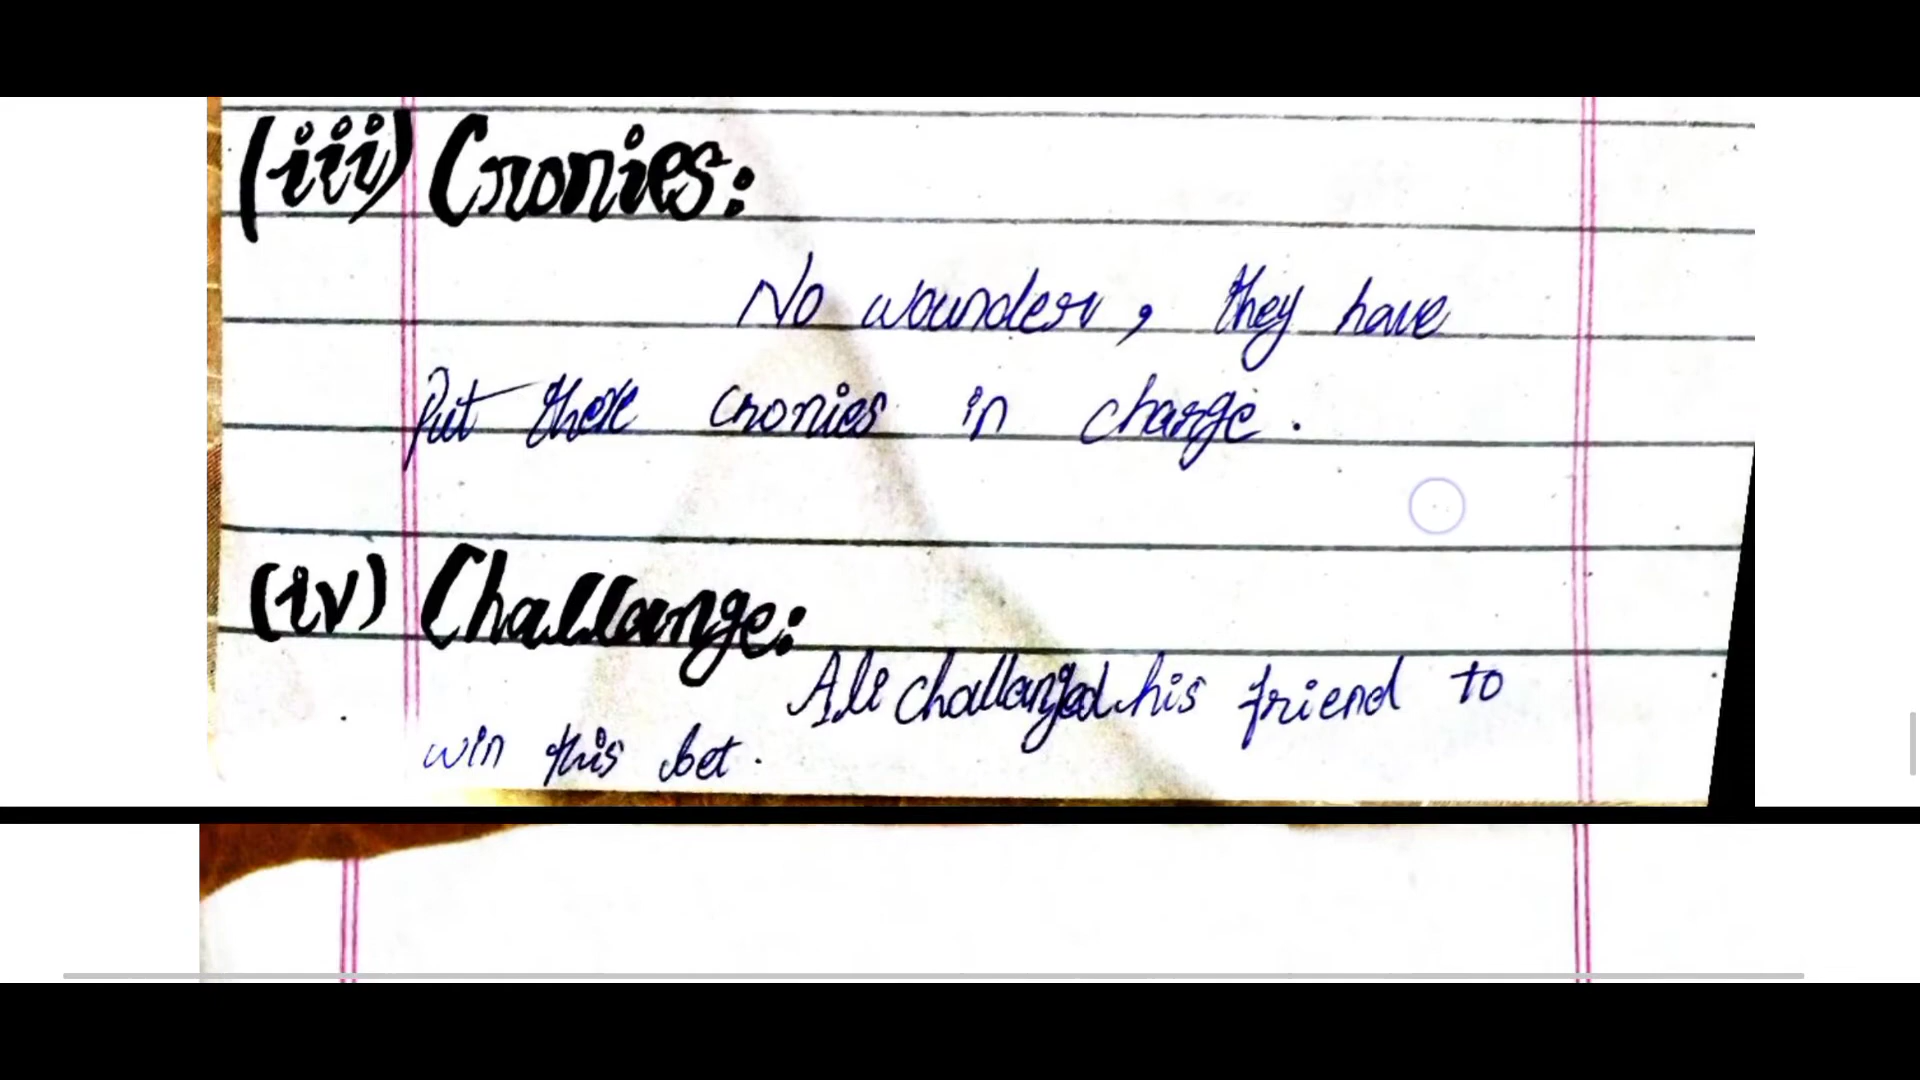 (iii) Cronies:
No wounder, they have
Put there cronies in charge.
(iv) Challange:
Ali challanged his friend to
win this bet.